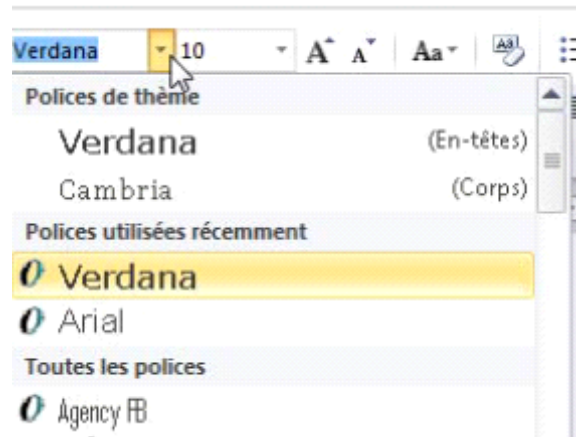 Verdana 10 A A Aa Aa
Polices de thème
Verdana (En-têtes)
Cambria (Corps)
Polices utilisées récemment
O Verdana
O Arial
Toutes les polices
O Agency FB